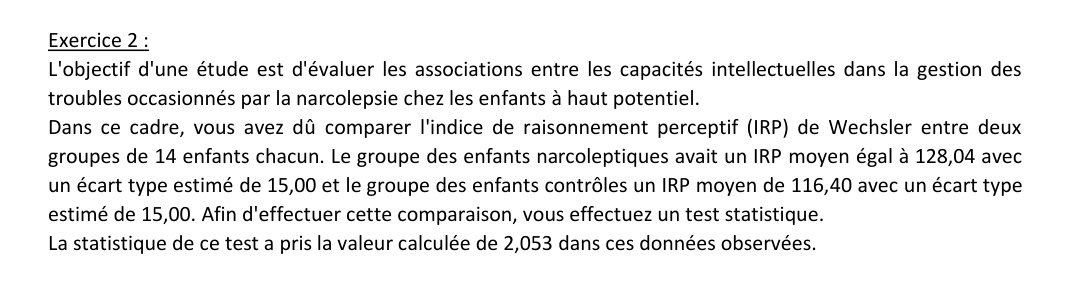 Exercice 2 :
L'objectif d'une étude est d'évaluer les associations entre les capacités intellectuelles dans la gestion des
troubles occasionnés par la narcolepsie chez les enfants à haut potentiel.
Dans ce cadre, vous avez dû comparer l'indice de raisonnement perceptif (IRP) de Wechsler entre deux
groupes de 14 enfants chacun. Le groupe des enfants narcoleptiques avait un IRP moyen égal à 128,04 avec
un écart type estimé de 15,00 et le groupe des enfants contrôles un IRP moyen de 116,40 avec un écart type
estimé de 15,00. Afin d'effectuer cette comparaison, vous effectuez un test statistique.
La statistique de ce test a pris la valeur calculée de 2,053 dans ces données observées.